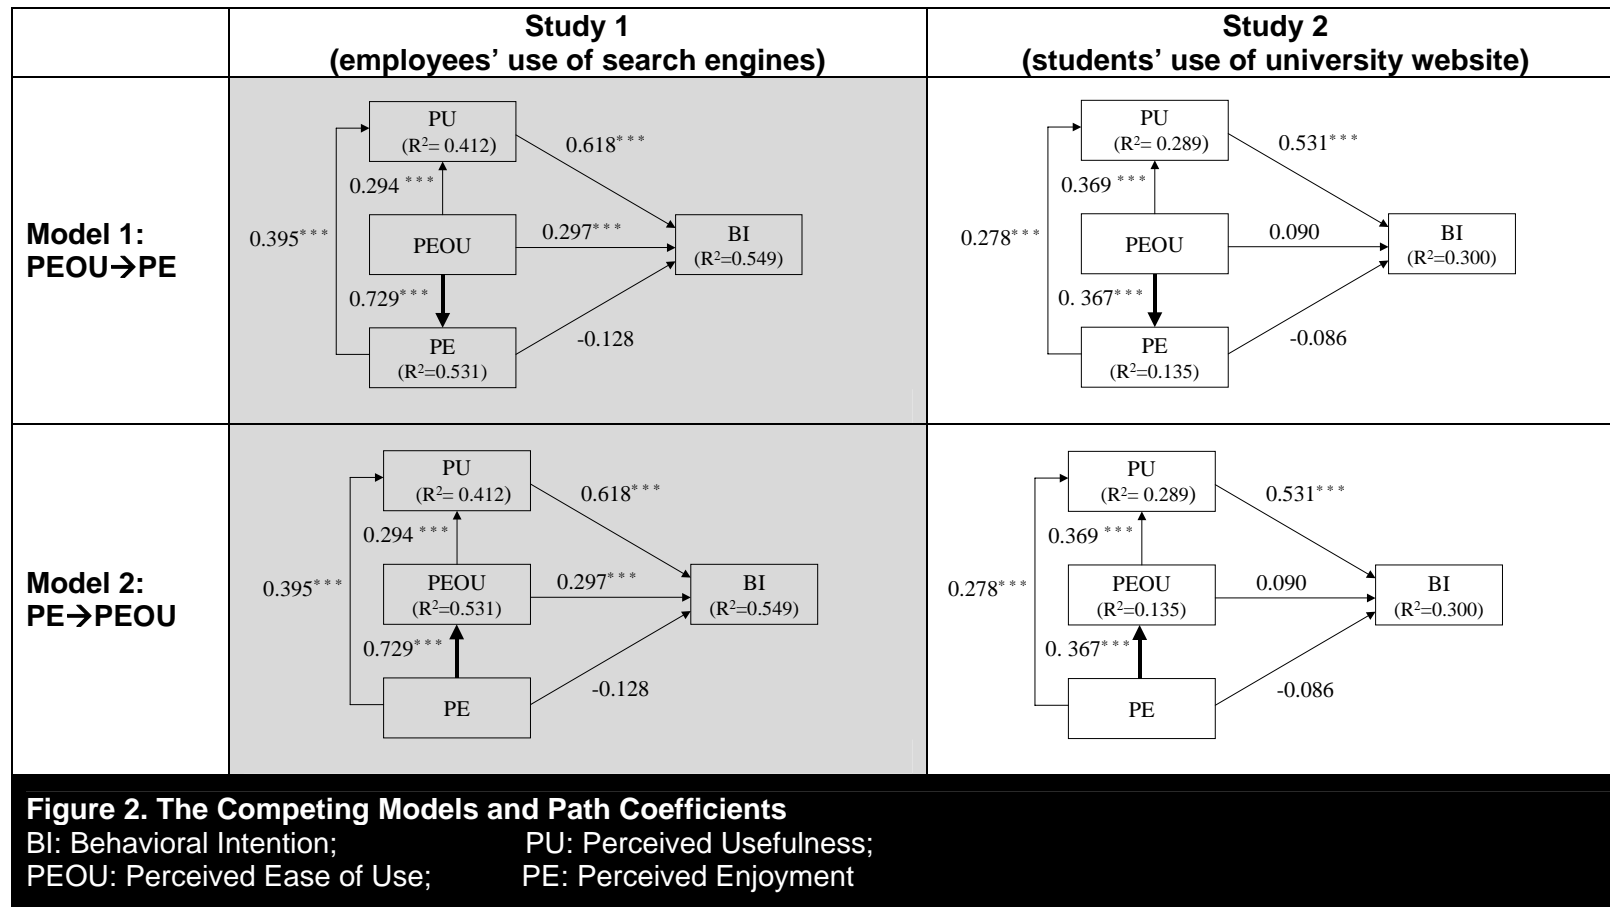 Study 1
(employees’ use of search engines)
Study 2
(students’ use of university website)
Model 1:
PEOU→PE
PU
(R²= 0.412)
0.618***
0.294 ***
0.395***
PEOU
0.297***
BI
(R²=0.549)
0.729***
PE
(R²=0.531)
-0.128
PU
(R²= 0.289)
0.531***
0.369 ***
0.278***
PEOU
0.090
BI
(R²=0.300)
0. 367***
PE
(R²=0.135)
-0.086
Model 2:
PE→PEOU
PU
(R²= 0.412)
0.618***
0.294 ***
0.395***
PEOU
(R²=0.531)
0.297***
BI
(R²=0.549)
0.729***
PE
-0.128
PU
(R²= 0.289)
0.531***
0.369 ***
0.278***
PEOU
(R²=0.135)
0.090
BI
(R²=0.300)
0. 367***
PE
-0.086
Figure 2. The Competing Models and Path Coefficients
BI: Behavioral Intention; PU: Perceived Usefulness;
PEOU: Perceived Ease of Use; PE: Perceived Enjoyment